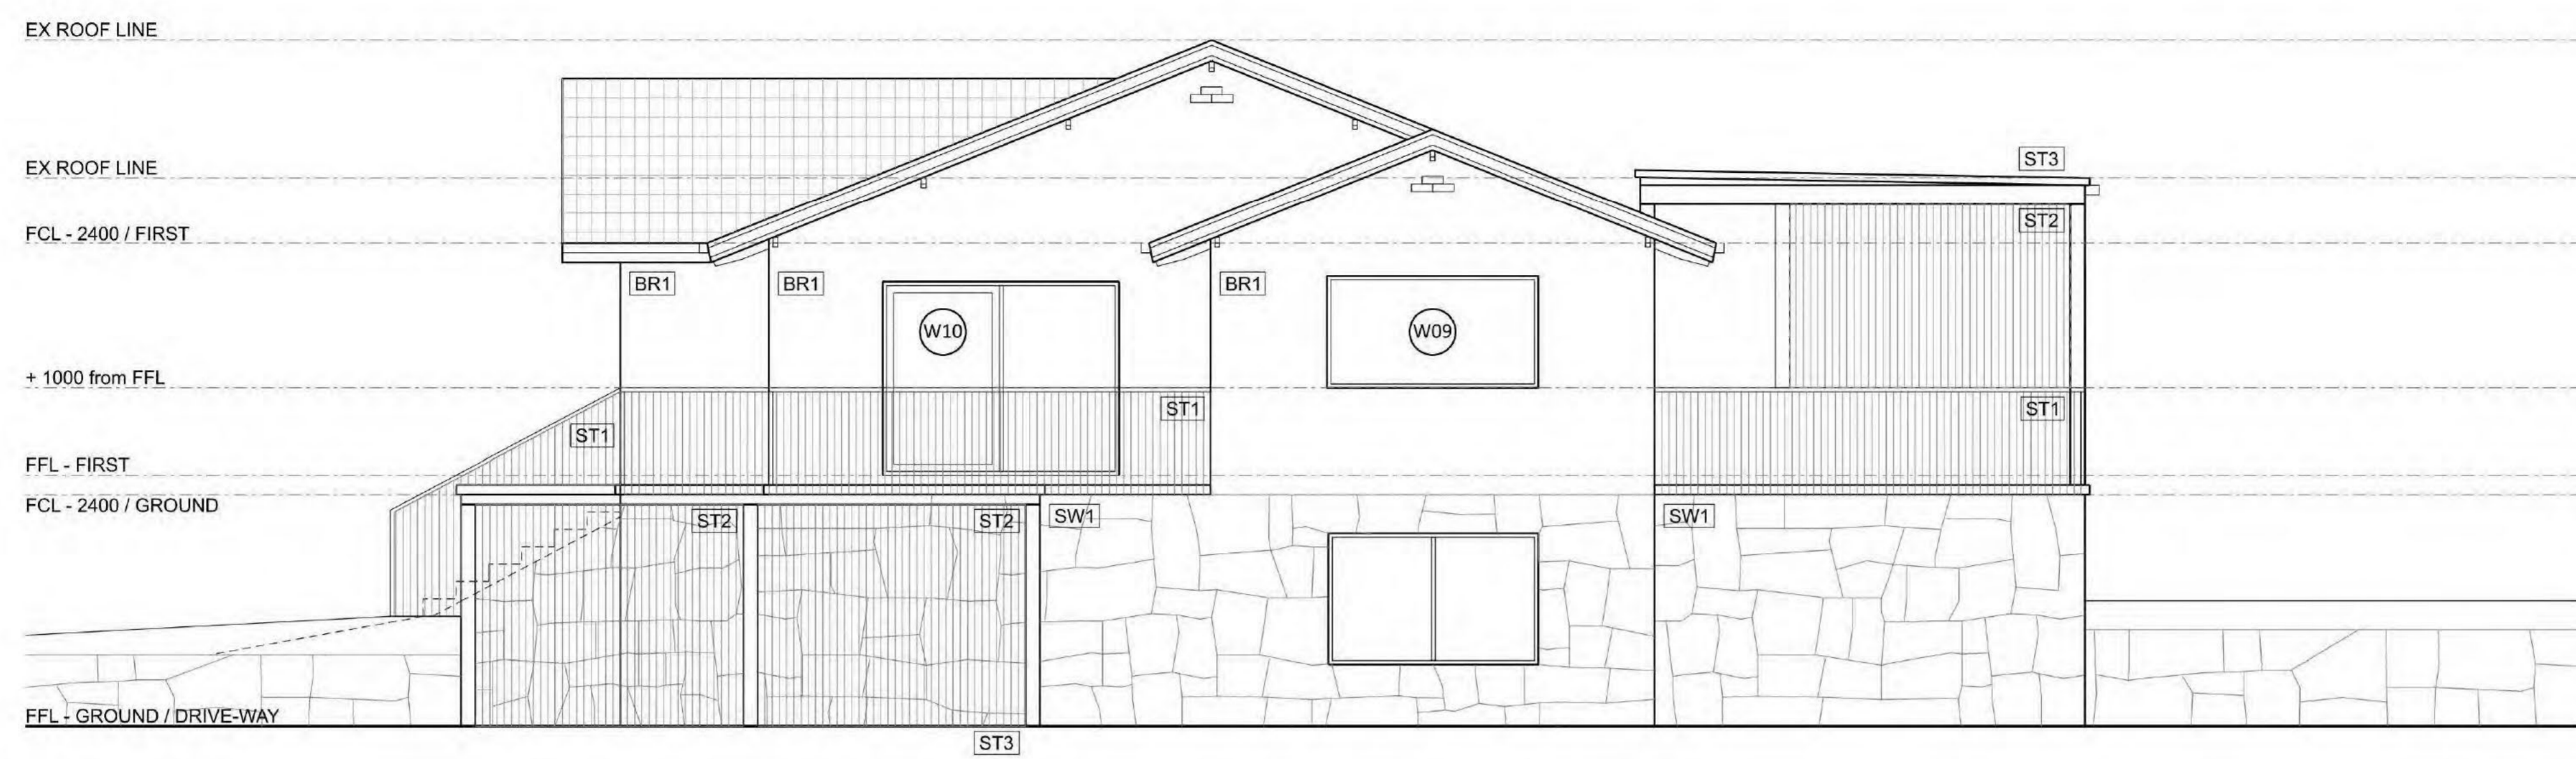 EX ROOF LINE
EX ROOF LINE
ST3
FCL - 2400 / FIRST
ST2
BR1
BR1
BR1
W10
W09
+ 1000 from FFL
ST1
ST1
ST1
FFL - FIRST
FCL - 2400 / GROUND
ST2
ST2
SW1
SW1
FFL - GROUND / DRIVE-WAY
ST3